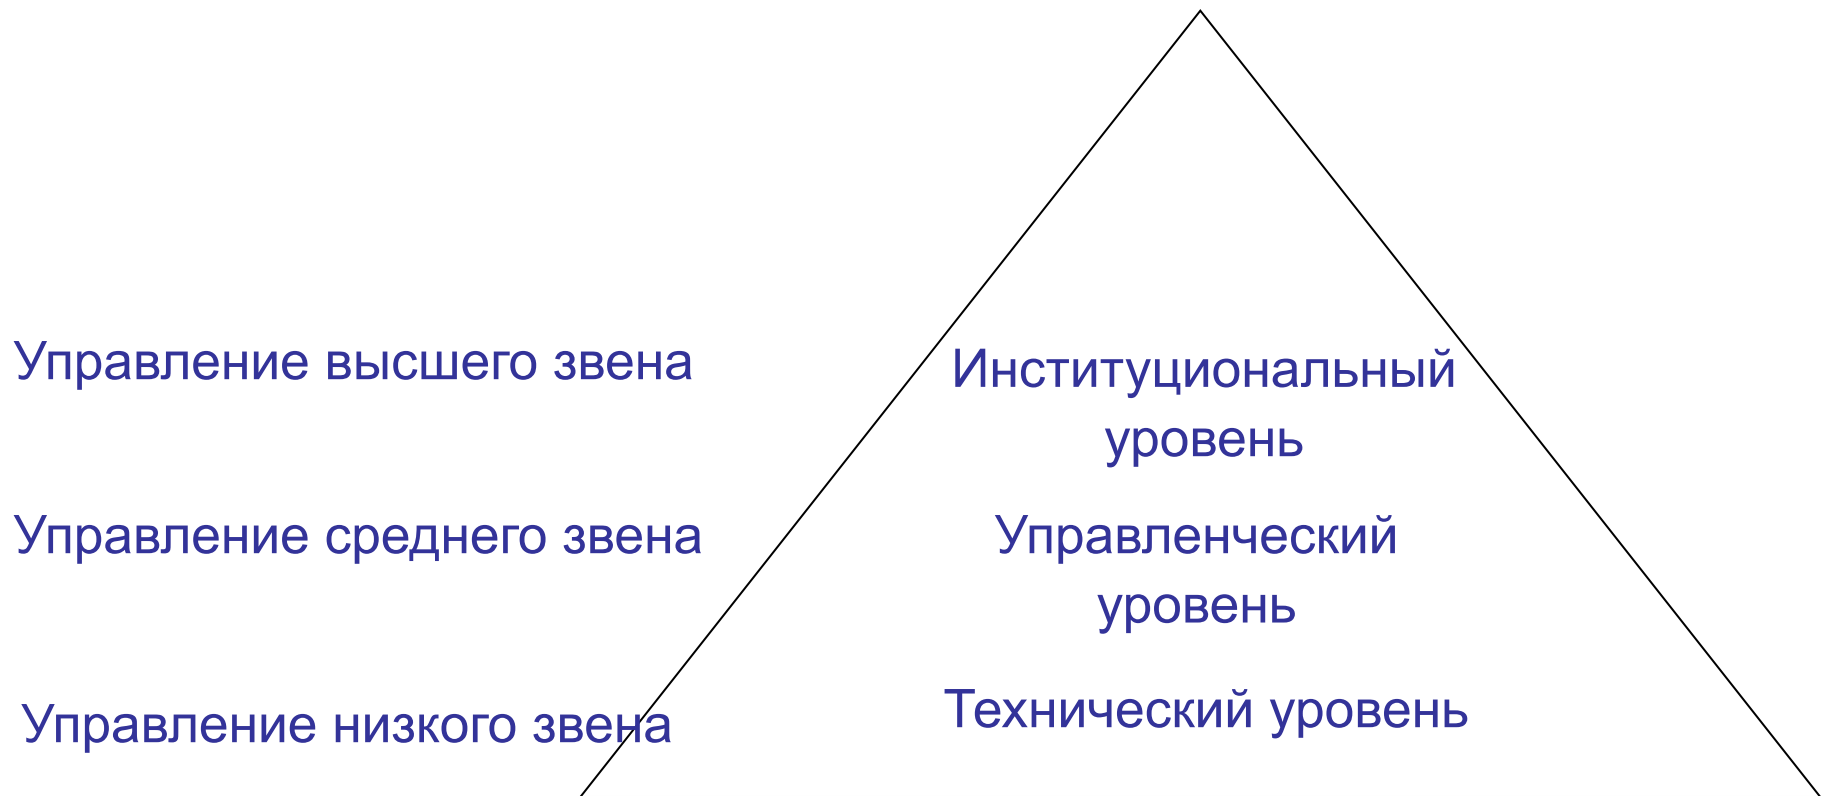 Управление высшего звена
Институциональный
уровень
Управление среднего звена
Управленческий
уровень
Управление низкого звена
Технический уровень